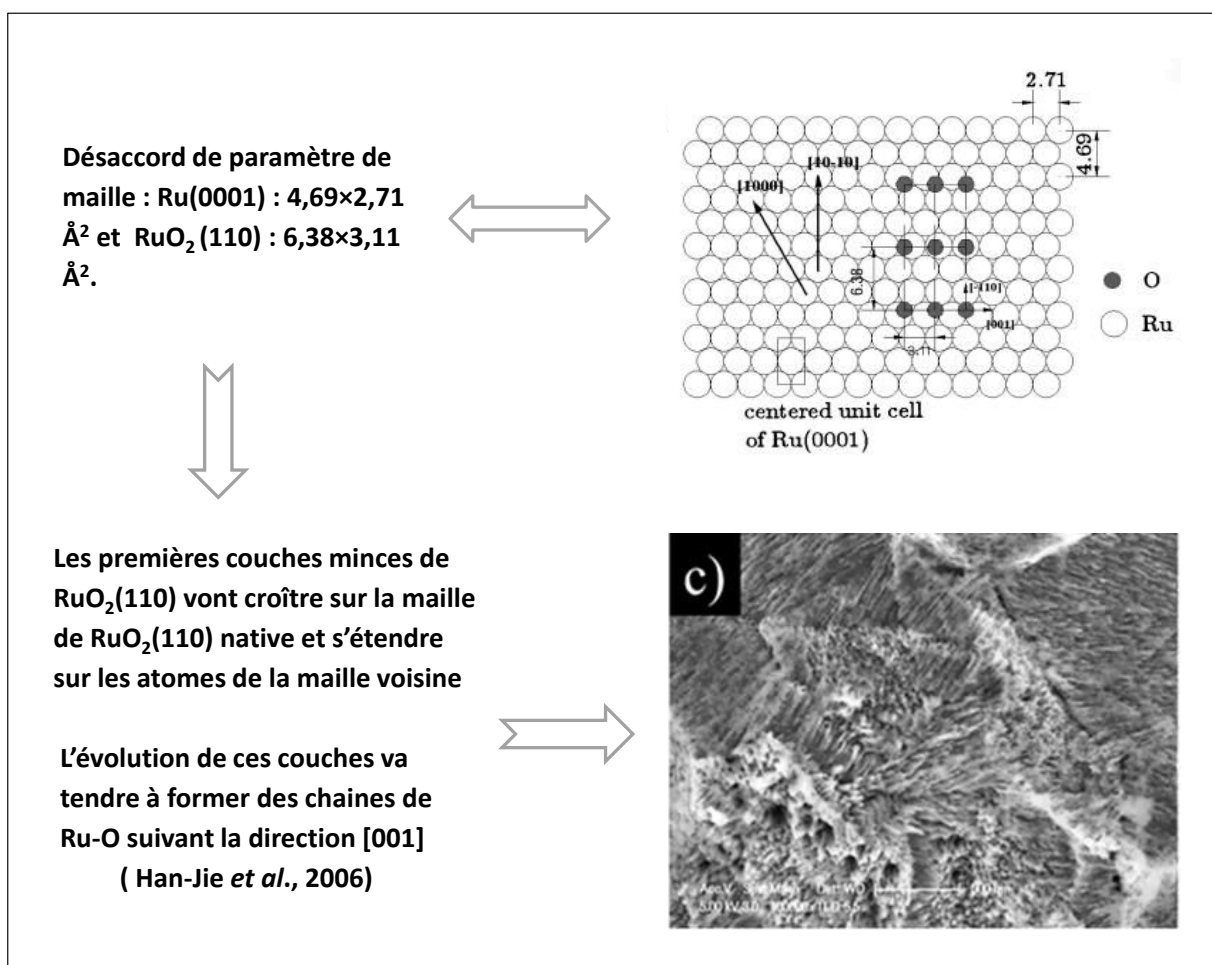 Désaccord de paramètre de
maille : Ru(0001) : 4,69×2,71
Å² et RuO₂ (110) : 6,38×3,11
Å².
2.71
4.69
[10-10]
[1000]
6.38
[-110]
[001]
3.11
O
Ru
centered unit cell
of Ru(0001)
Les premières couches minces de
RuO₂(110) vont croître sur la maille
de RuO₂(110) native et s’étendre
sur les atomes de la maille voisine
L’évolution de ces couches va
tendre à former des chaines de
Ru-O suivant la direction [001]
( Han-Jie et al., 2006)
c)
Acc.V